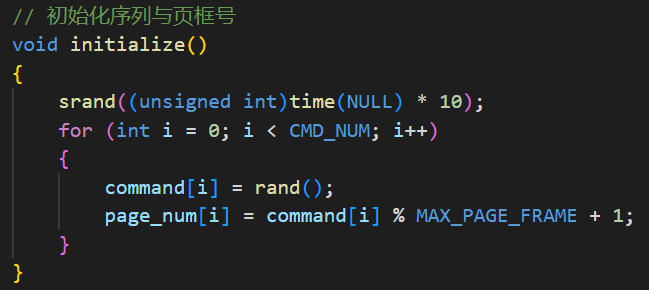 // 初始化序列与页框号
void initialize()
{
    srand((unsigned int)time(NULL) * 10);
    for (int i = 0; i < CMD_NUM; i++)
    {
        command[i] = rand();
        page_num[i] = command[i] % MAX_PAGE_FRAME + 1;
    }
}